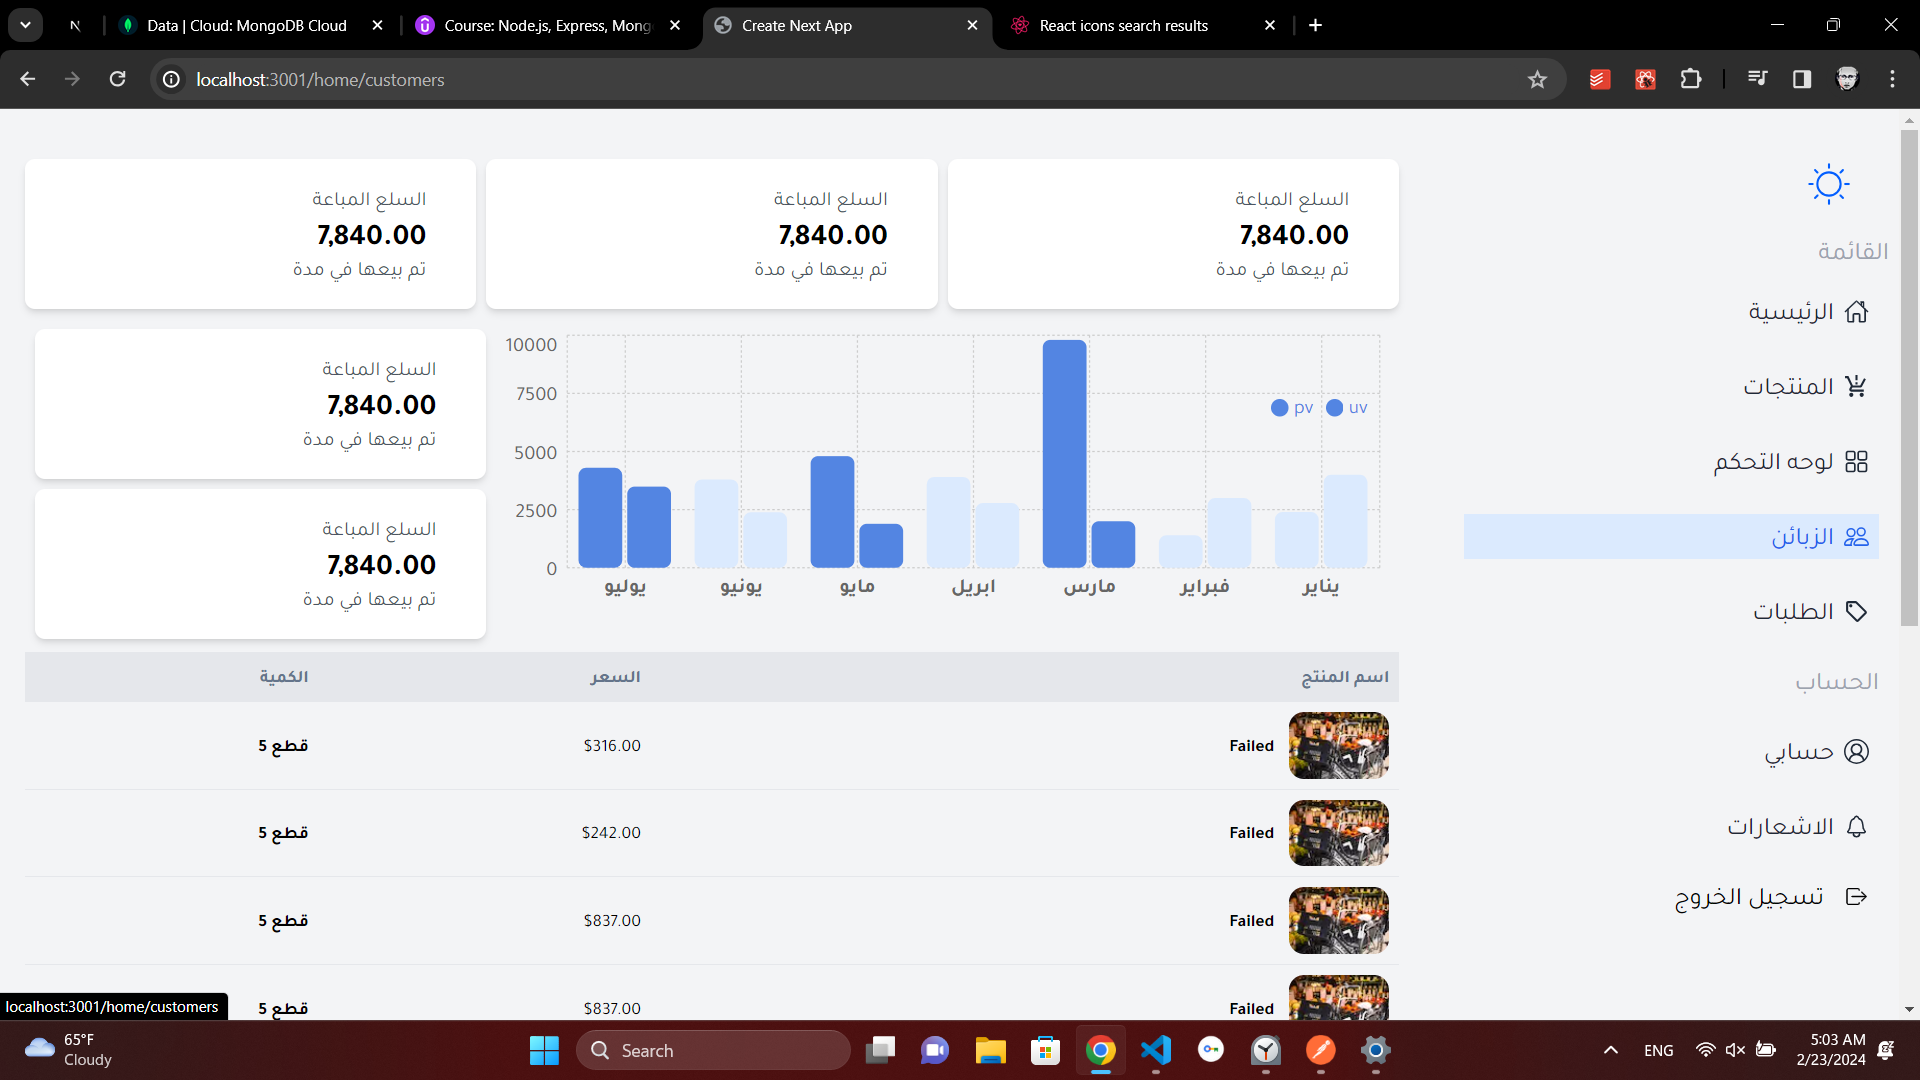 Data | Cloud: MongoDB Cloud
Course: Node.js, Express, Mong
Create Next App
React icons search results
localhost:3001/home/customers
القائمة
الرئيسية
المنتجات
لوحه التحكم
الزبائن
الطلبات
الحساب
حسابي
الاشعارات
تسجيل الخروج
السلع المباعة
7,840.00
تم بيعها في مدة
السلع المباعة
7,840.00
تم بيعها في مدة
السلع المباعة
7,840.00
تم بيعها في مدة
السلع المباعة
7,840.00
تم بيعها في مدة
السلع المباعة
7,840.00
تم بيعها في مدة
10000
7500
5000
2500
0
pv uv
يناير فبراير مارس ابريل مايو يونيو يوليو
اسم المنتج السعر الكمية
Failed $316.00 قطع 5
Failed $242.00 قطع 5
Failed $837.00 قطع 5
Failed $837.00 قطع 5
localhost:3001/home/customers
65°F
Cloudy
Search
ENG
5:03 AM
2/23/2024